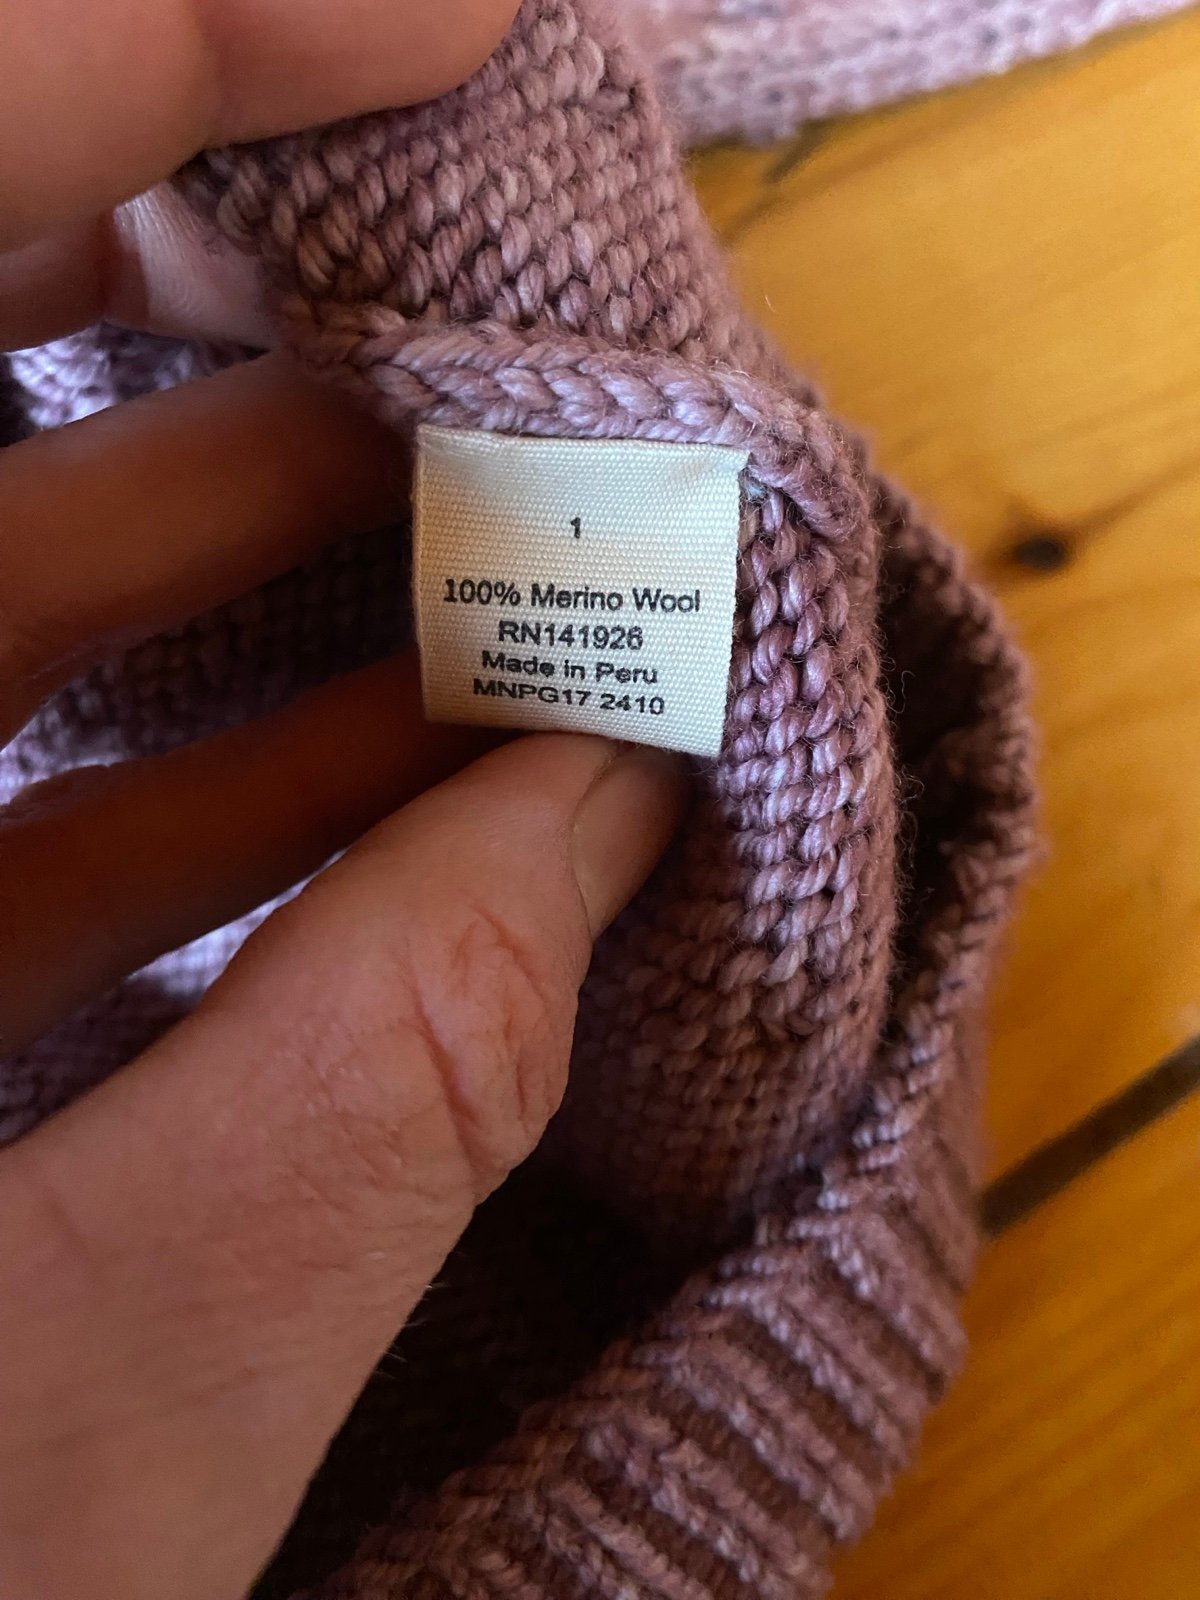 1
100% Merino Wool
RN141926
Made in Peru
MNPG17 2410